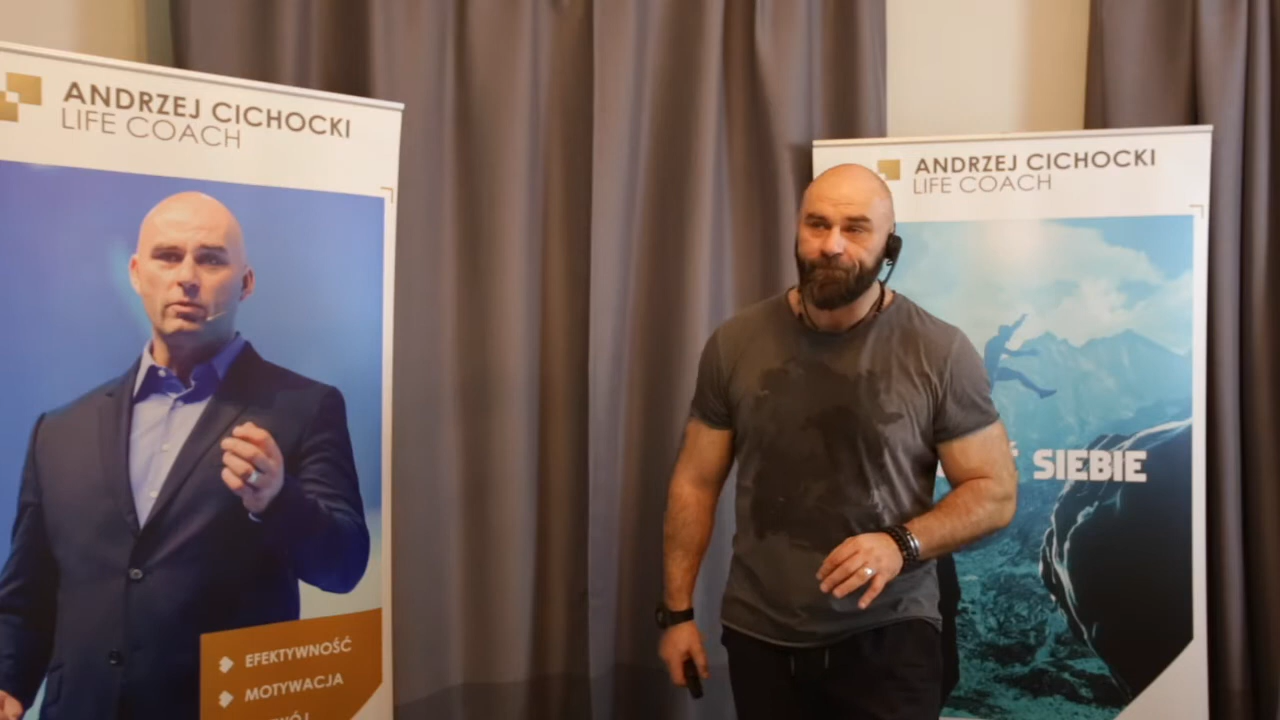 ANDRZEJ CICHOCKI
LIFE COACH
EFEKTYWNOŚĆ
MOTYWACJA
ANDRZEJ CICHOCKI
LIFE COACH
SIEBIE